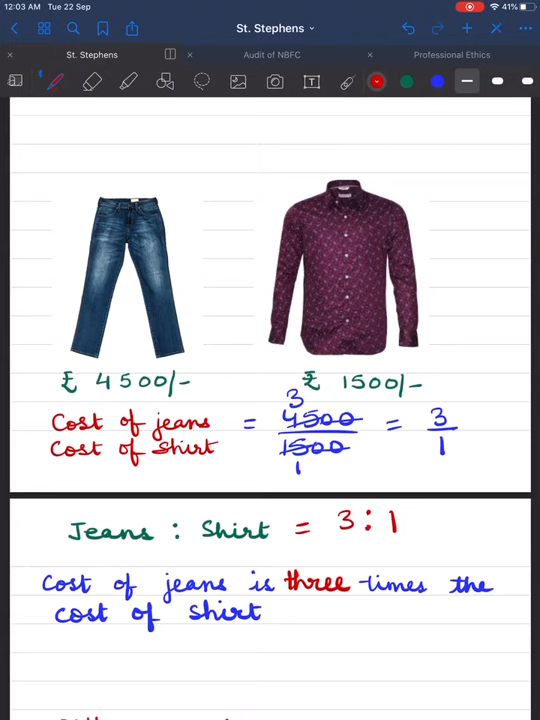 12:03 AM Tue 22 Sep
41%
St. Stephens
St. Stephens
Audit of NBFC
Professional Ethics
₹ 4500/-
₹ 1500/-
Cost of jeans / Cost of shirt = 4500 / 1500 = 3 / 1
3
1
Jeans : Shirt = 3 : 1
Cost of jeans is three times the
cost of shirt